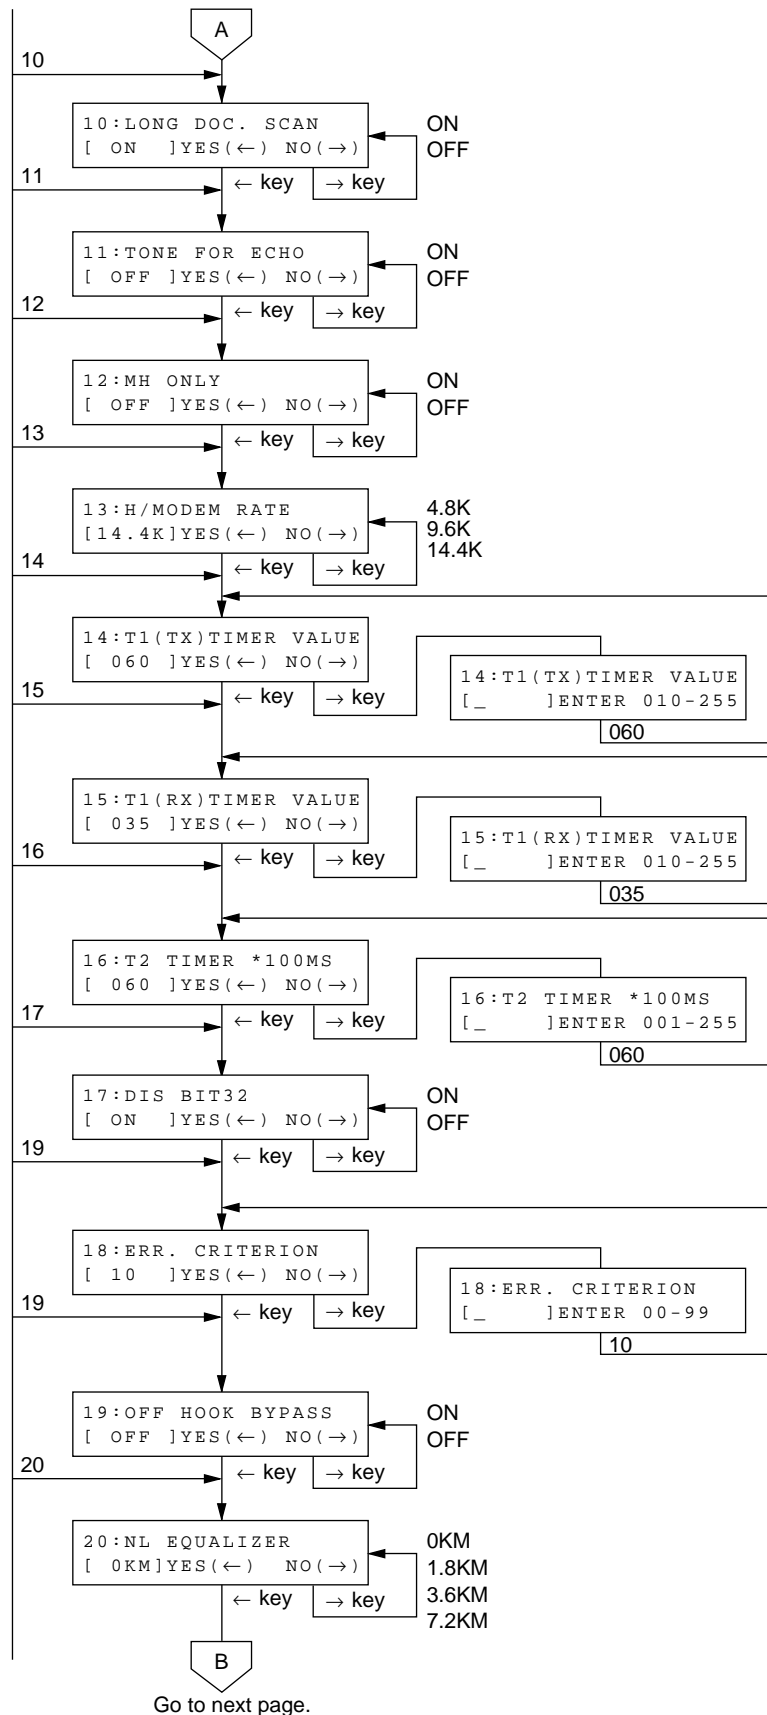 A
10
10:LONG DOC. SCAN
[ ON ]YES(←) NO(→)
ON
OFF
← key
→ key
11
11:TONE FOR ECHO
[ OFF ]YES(←) NO(→)
ON
OFF
← key
→ key
12
12:MH ONLY
[ OFF ]YES(←) NO(→)
ON
OFF
← key
→ key
13
13:H/MODEM RATE
[14.4K]YES(←) NO(→)
4.8K
9.6K
14.4K
← key
→ key
14
14:T1(TX)TIMER VALUE
[ 060 ]YES(←) NO(→)
← key
→ key
14:T1(TX)TIMER VALUE
[_ ]ENTER 010-255
060
15
15:T1(RX)TIMER VALUE
[ 035 ]YES(←) NO(→)
← key
→ key
15:T1(RX)TIMER VALUE
[_ ]ENTER 010-255
035
16
16:T2 TIMER *100MS
[ 060 ]YES(←) NO(→)
← key
→ key
16:T2 TIMER *100MS
[_ ]ENTER 001-255
060
17
17:DIS BIT32
[ ON ]YES(←) NO(→)
ON
OFF
← key
→ key
19
18:ERR. CRITERION
[ 10 ]YES(←) NO(→)
← key
→ key
18:ERR. CRITERION
[_ ]ENTER 00-99
10
19
19:OFF HOOK BYPASS
[ OFF ]YES(←) NO(→)
ON
OFF
← key
→ key
20
20:NL EQUALIZER
[ 0KM]YES(←) NO(→)
0KM
1.8KM
3.6KM
7.2KM
← key
→ key
B
Go to next page.